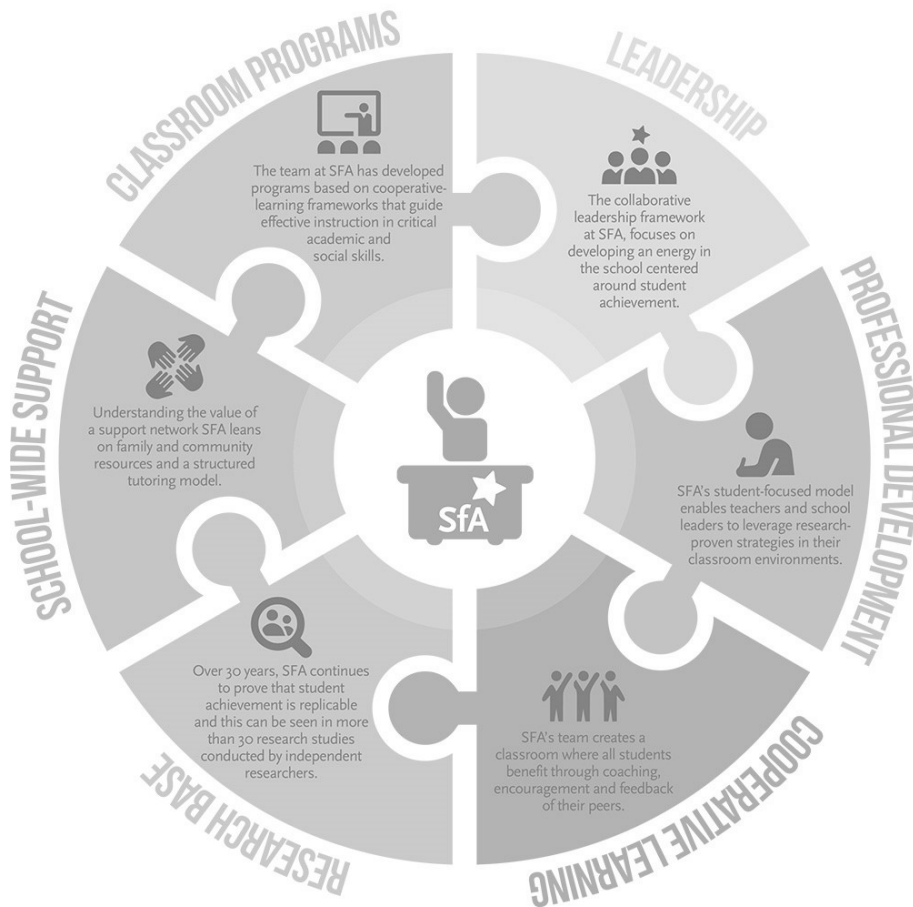 CLASSROOM PROGRAMS
The team at SFA has developed
programs based on cooperative-
learning frameworks that guide
effective instruction in critical
academic and
social skills.
LEADERSHIP
The collaborative
leadership framework
at SFA, focuses on
developing an energy in
the school centered
around student
achievement.
PROFESSIONAL DEVELOPMENT
SFA's student-focused model
enables teachers and school
leaders to leverage research-
proven strategies in their
classroom environments.
COOPERATIVE LEARNING
SFA's team creates a
classroom where all students
benefit through coaching,
encouragement and feedback
of their peers.
RESEARCH BASE
Over 30 years, SFA continues
to prove that student
achievement is replicable
and this can be seen in more
than 30 research studies
conducted by independent
researchers.
SCHOOL-WIDE SUPPORT
Understanding the value of
a support network SFA leans
on family and community
resources and a structured
tutoring model.
SfA